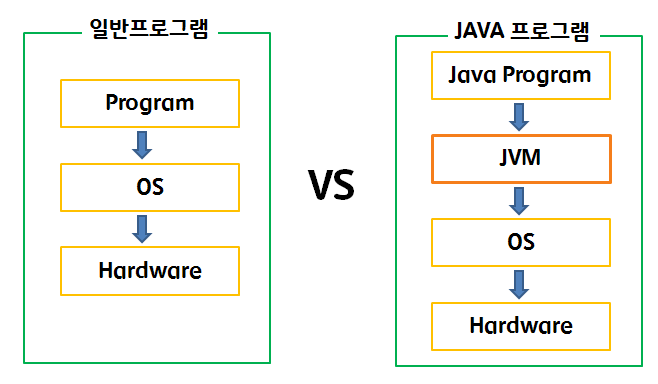 일반프로그램
Program
OS
Hardware
VS
JAVA 프로그램
Java Program
JVM
OS
Hardware